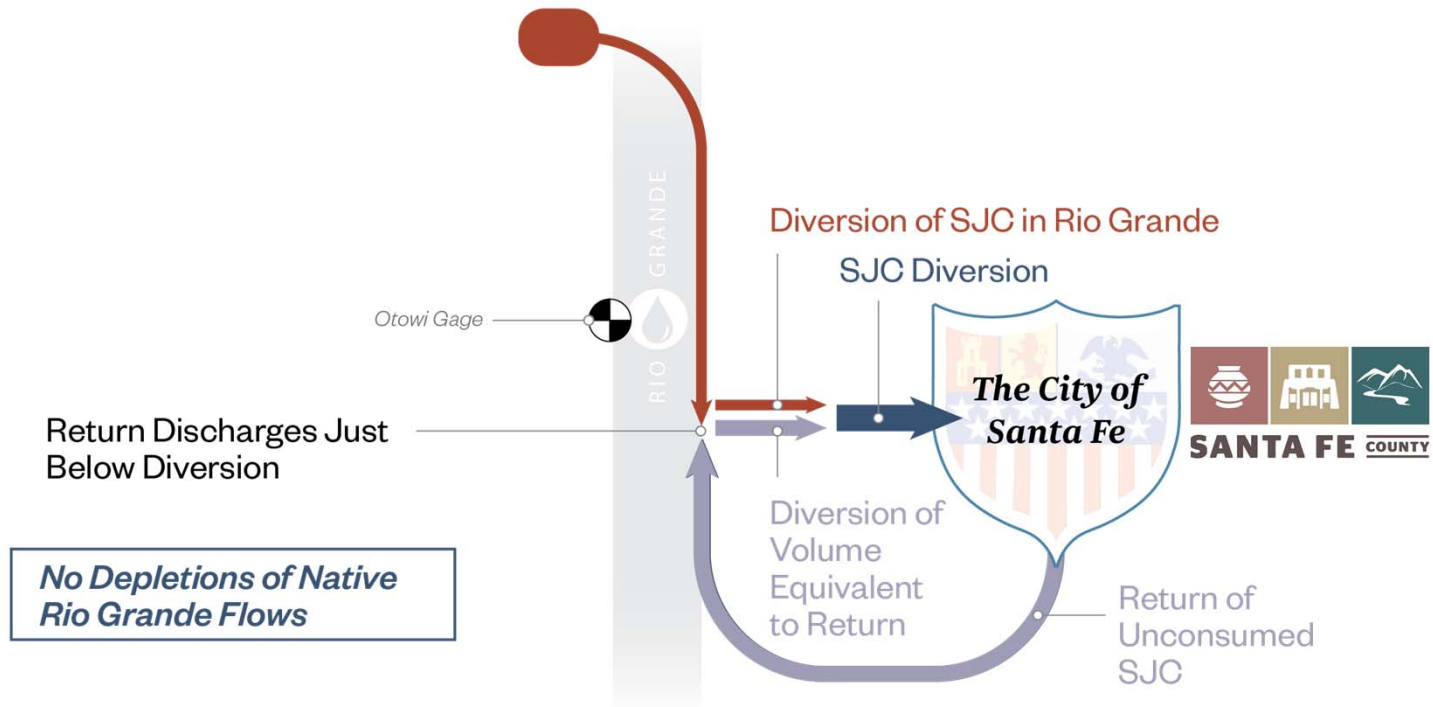 RIO GRANDE
Diversion of SJC in Rio Grande
SJC Diversion
Otowi Gage
The City of
Santa Fe
SANTA FE COUNTY
Return Discharges Just
Below Diversion
Diversion of
Volume
Equivalent
to Return
No Depletions of Native
Rio Grande Flows
Return of
Unconsumed
SJC